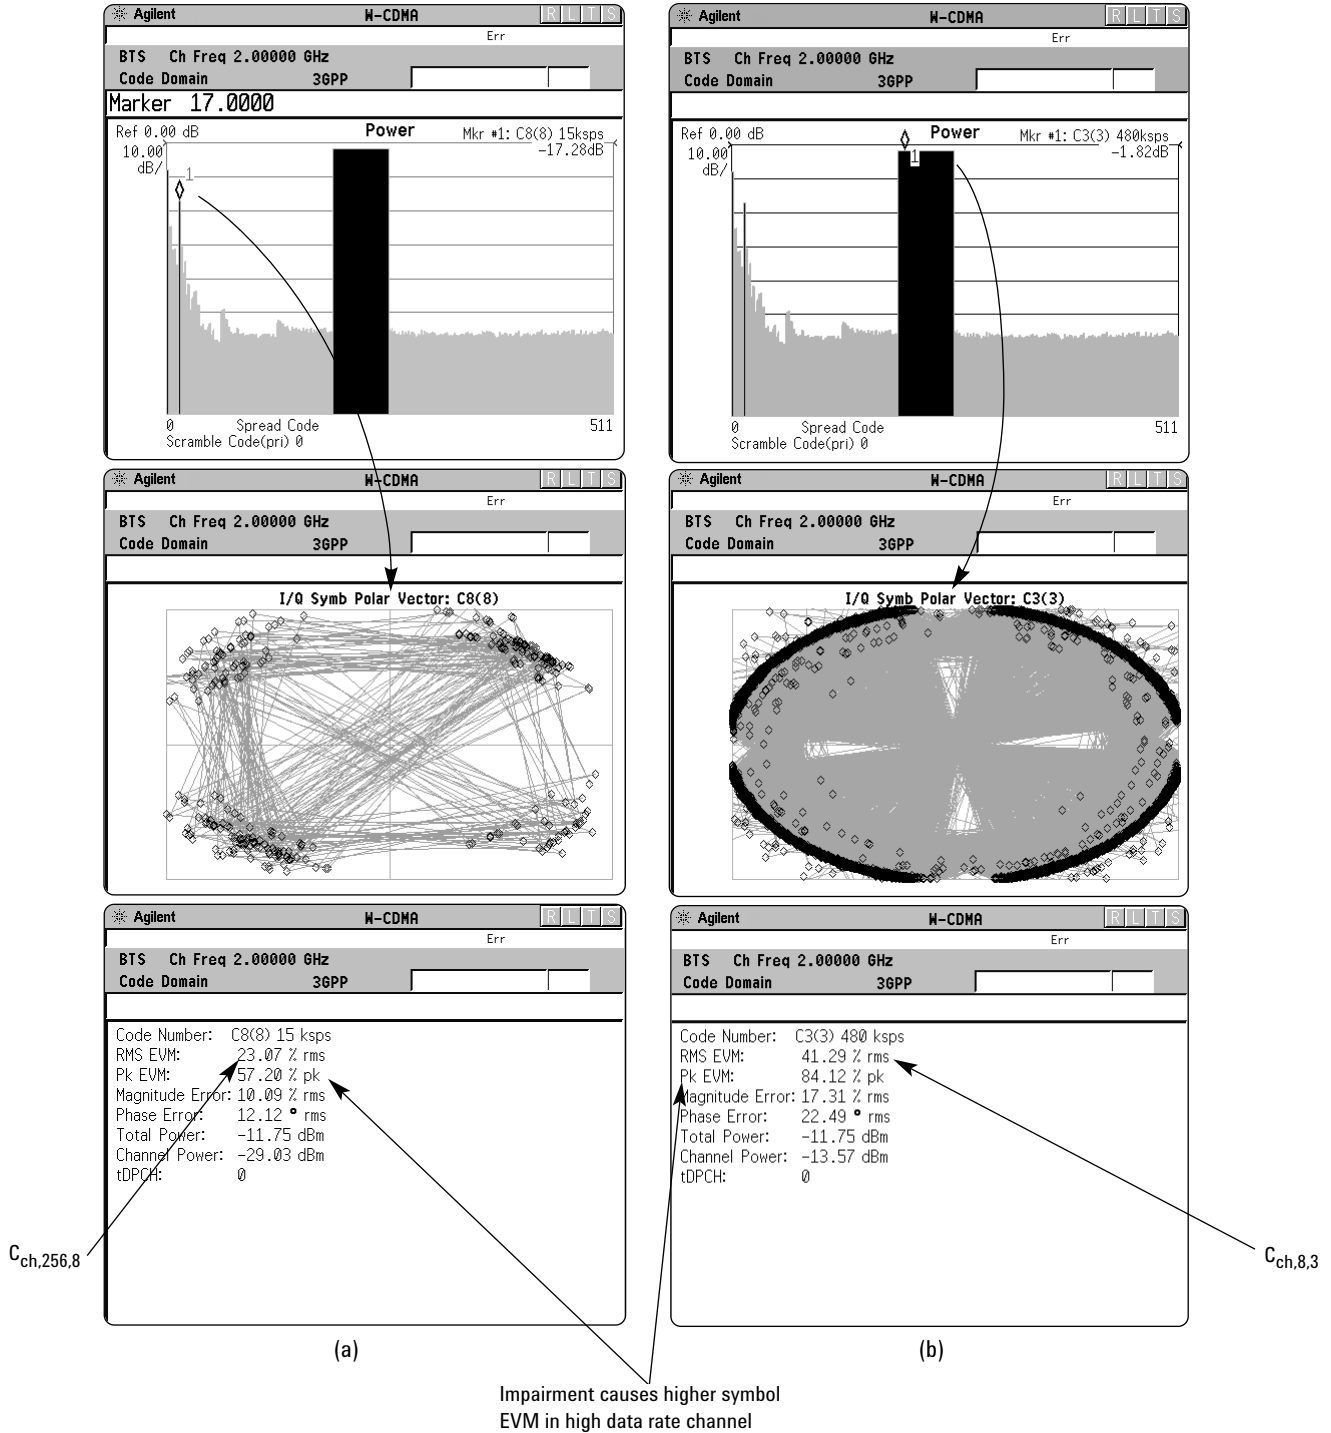 Agilent W-CDMA R L T S
Err
BTS Ch Freq 2.00000 GHz
Code Domain 3GPP
Marker 17.0000
Ref 0.00 dB Power Mkr #1: C8(8) 15ksps
10.00 -17.28dB
dB/
1
0 Spread Code 511
Scramble Code(pri) 0
Agilent W-CDMA R L T S
Err
BTS Ch Freq 2.00000 GHz
Code Domain 3GPP
Ref 0.00 dB Power Mkr #1: C3(3) 480ksps
10.00 -1.82dB
dB/
1
0 Spread Code 511
Scramble Code(pri) 0
Agilent W-CDMA R L T S
Err
BTS Ch Freq 2.00000 GHz
Code Domain 3GPP
I/Q Symb Polar Vector: C8(8)
Agilent W-CDMA R L T S
Err
BTS Ch Freq 2.00000 GHz
Code Domain 3GPP
I/Q Symb Polar Vector: C3(3)
Agilent W-CDMA R L T S
Err
BTS Ch Freq 2.00000 GHz
Code Domain 3GPP
Code Number: C8(8) 15 ksps
RMS EVM: 23.07 % rms
Pk EVM: 57.20 % pk
Magnitude Error: 10.09 % rms
Phase Error: 12.12 ° rms
Total Power: -11.75 dBm
Channel Power: -29.03 dBm
tDPCH: 0
Agilent W-CDMA R L T S
Err
BTS Ch Freq 2.00000 GHz
Code Domain 3GPP
Code Number: C3(3) 480 ksps
RMS EVM: 41.29 % rms
Pk EVM: 84.12 % pk
Magnitude Error: 17.31 % rms
Phase Error: 22.49 ° rms
Total Power: -11.75 dBm
Channel Power: -13.57 dBm
tDPCH: 0
Cch,256,8
Cch,8,3
(a)
(b)
Impairment causes higher symbol
EVM in high data rate channel